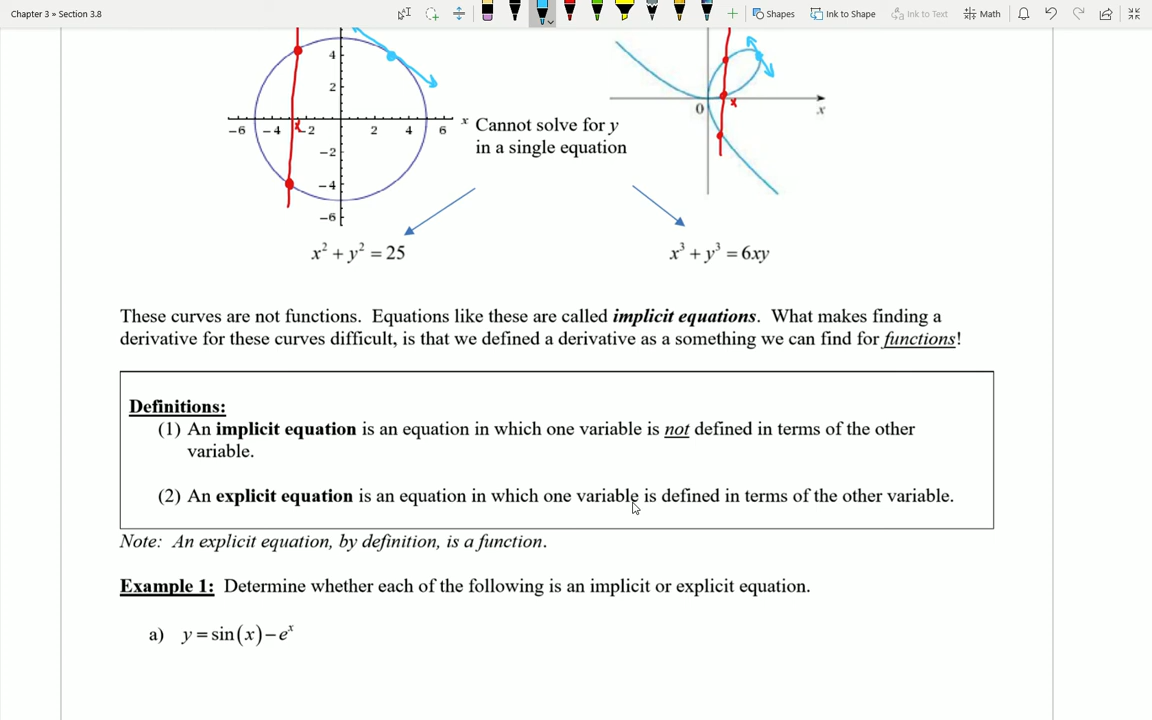 Chapter 3 » Section 3.8
Shapes
Ink to Shape
Ink to Text
Math
4
2
-6
-4
-2
2
4
6
x
-2
-4
-6
0
x
x
Cannot solve for y
in a single equation
x² + y² = 25
x³ + y³ = 6xy
These curves are not functions. Equations like these are called implicit equations. What makes finding a
derivative for these curves difficult, is that we defined a derivative as a something we can find for functions!
Definitions:
(1) An implicit equation is an equation in which one variable is not defined in terms of the other
variable.
(2) An explicit equation is an equation in which one variable is defined in terms of the other variable.
Note: An explicit equation, by definition, is a function.
Example 1: Determine whether each of the following is an implicit or explicit equation.
a) y = sin(x) − eˣ